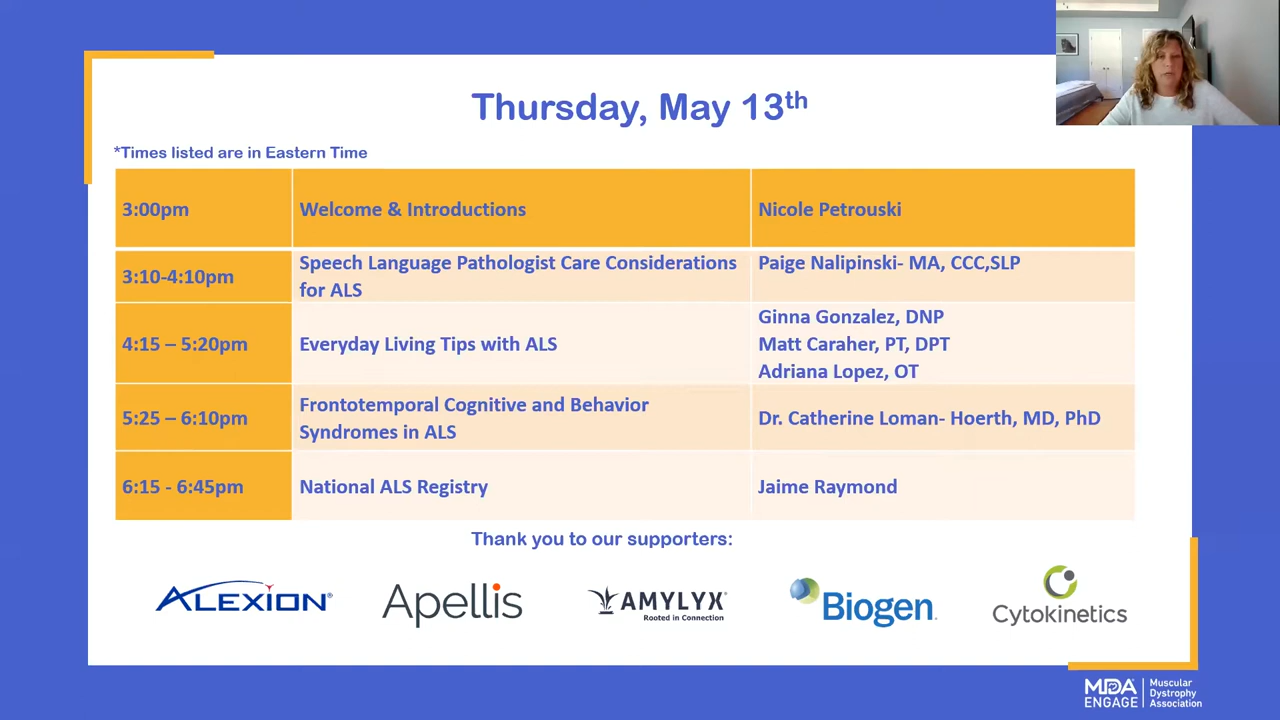 Thursday, May 13th
*Times listed are in Eastern Time
3:00pm
Welcome & Introductions
Nicole Petrouski
3:10-4:10pm
Speech Language Pathologist Care Considerations
for ALS
Paige Nalipinski- MA, CCC,SLP
4:15 – 5:20pm
Everyday Living Tips with ALS
Ginna Gonzalez, DNP
Matt Caraher, PT, DPT
Adriana Lopez, OT
5:25 – 6:10pm
Frontotemporal Cognitive and Behavior
Syndromes in ALS
Dr. Catherine Loman- Hoerth, MD, PhD
6:15 - 6:45pm
National ALS Registry
Jaime Raymond
Thank you to our supporters:
ALEXION®
Apellis
AMYLYX®
Rooted in Connection
Biogen.
Cytokinetics
MDA
ENGAGE
Muscular
Dystrophy
Association